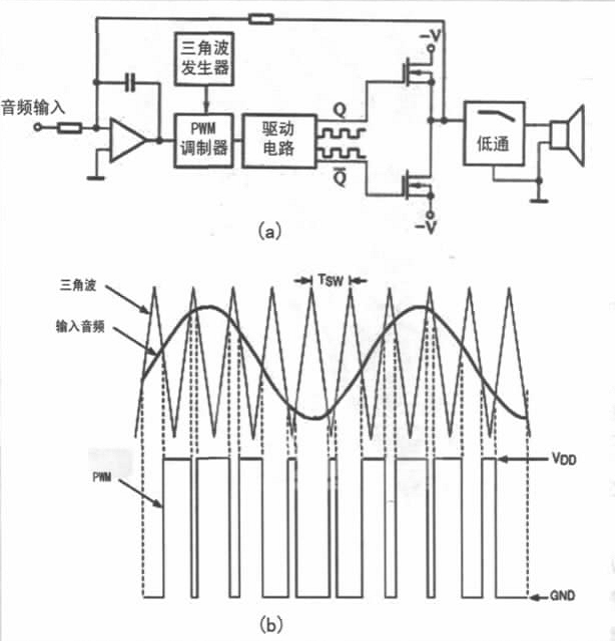 三角波
发生器
-V
音频输入
PWM
调制器
驱动
电路
Q
Q̅
低通
-V
(a)
TSW
三角波
输入音频
VDD
PWM
GND
(b)